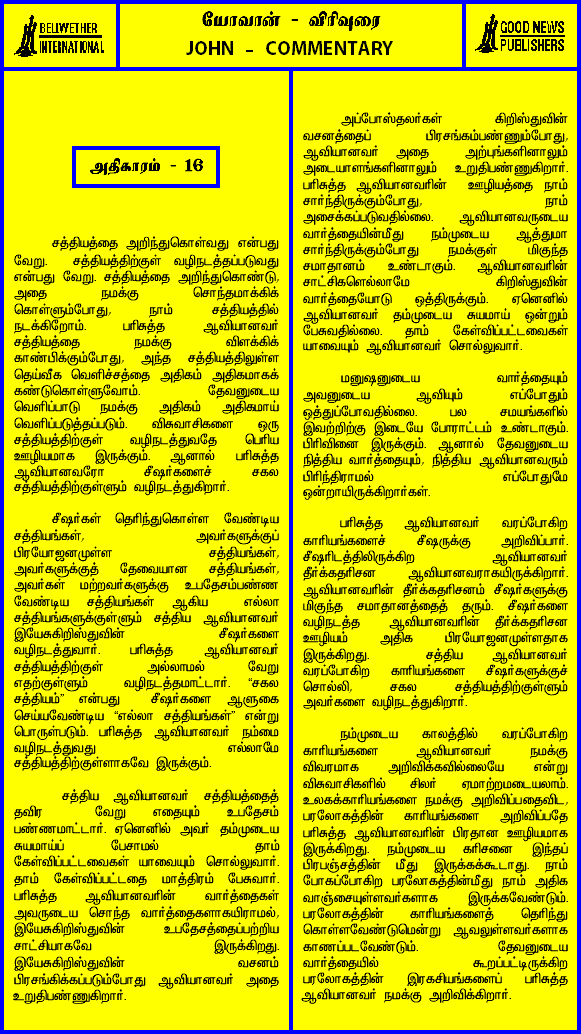 BELWETHER
INTERNATIONAL
யோவான் - விரிவுரை
JOHN - COMMENTARY
GOOD NEWS
PUBLISHERS
அதிகாரம் - 16
சத்தியத்தை அறிந்துகொள்வது என்பது
வேறு. சத்தியத்திற்குள் வழிநடத்தப்படுவது
என்பது வேறு. சத்தியத்தை அறிந்துகொண்டு,
அதை நமக்கு சொந்தமாக்கிக்
கொள்ளும்போது, நாம் சத்தியத்தில்
நடக்கிறோம். பரிசுத்த ஆவியானவர்
சத்தியத்தை நமக்கு விளக்கிக்
காண்பிக்கும்போது, அந்த சத்தியத்திலுள்ள
தெய்வீக வெளிச்சத்தை அதிகம் அதிகமாகக்
கண்டுகொள்ளுவோம். தேவனுடைய
வெளிப்பாடு நமக்கு அதிகம் அதிகமாய்
வெளிப்படுத்தப்படும். விசுவாசிகளை ஒரு
சத்தியத்திற்குள் வழிநடத்துவதே பெரிய
ஊழியமாக இருக்கும். ஆனால் பரிசுத்த
ஆவியானவரோ சீஷர்களைச் சகல
சத்தியத்திற்குள்ளும் வழிநடத்துகிறார்.
சீஷர்கள் தெரிந்துகொள்ள வேண்டிய
சத்தியங்கள், அவர்களுக்குப்
பிரயோஜனமுள்ள சத்தியங்கள்,
அவர்களுக்குத் தேவையான சத்தியங்கள்,
அவர்கள் மற்றவர்களுக்கு உபதேசம்பண்ண
வேண்டிய சத்தியங்கள் ஆகிய எல்லா
சத்தியங்களுக்குள்ளும் சத்திய ஆவியானவர்
இயேசுகிறிஸ்துவின் சீஷர்களை
வழிநடத்துவார். பரிசுத்த ஆவியானவர்
சத்தியத்திற்குள் அல்லாமல் வேறு
எதற்குள்ளும் வழிநடத்தமாட்டார். “சகல
சத்தியம்” என்பது சீஷர்களை ஆளுகை
செய்யவேண்டிய “எல்லா சத்தியங்கள்” என்று
பொருள்படும். பரிசுத்த ஆவியானவர் நம்மை
வழிநடத்துவது எல்லாமே
சத்தியத்திற்குள்ளாகவே இருக்கும்.
சத்திய ஆவியானவர் சத்தியத்தைத்
தவிர வேறு எதையும் உபதேசம்
பண்ணமாட்டார். ஏனெனில் அவர் தம்முடைய
சுயமாய்ப் பேசாமல் தாம்
கேள்விப்பட்டவைகள் யாவையும் சொல்லுவார்.
தாம் கேள்விப்பட்டதை மாத்திரம் பேசுவார்.
பரிசுத்த ஆவியானவரின் வார்த்தைகள்
அவருடைய சொந்த வார்த்தைகளாகயிராமல்,
இயேசுகிறிஸ்துவின் உபதேசத்தைப்பற்றிய
சாட்சியாகவே இருக்கிறது.
இயேசுகிறிஸ்துவின் வசனம்
பிரசங்கிக்கப்படும்போது ஆவியானவர் அதை
உறுதிபண்ணுகிறார்.
அப்போஸ்தலர்கள் கிறிஸ்துவின்
வசனத்தைப் பிரசங்கம்பண்ணும்போது,
ஆவியானவர் அதை அற்புங்களினாலும்
அடையாளங்களினாலும் உறுதிபண்ணுகிறார்.
பரிசுத்த ஆவியானவரின் ஊழியத்தை நாம்
சார்ந்திருக்கும்போது, நாம்
அசைக்கப்படுவதில்லை. ஆவியானவருடைய
வார்த்தையின்மீது நம்முடைய ஆத்துமா
சார்ந்திருக்கும்போது நமக்குள் மிகுந்த
சமாதானம் உண்டாகும். ஆவியானவரின்
சாட்சிகளெல்லாமே கிறிஸ்துவின்
வார்த்தையோடு ஒத்திருக்கும். ஏனெனில்
ஆவியானவர் தம்முடைய சுயமாய் ஒன்றும்
பேசுவதில்லை. தாம் கேள்விப்பட்டவைகள்
யாவையும் ஆவியானவர் சொல்லுவார்.
மனுஷனுடைய வார்த்தையும்
அவனுடைய ஆவியும் எப்போதும்
ஒத்துப்போவதில்லை. பல சமயங்களில்
இவற்றிற்கு இடையே போராட்டம் உண்டாகும்.
பிரிவினை இருக்கும். ஆனால் தேவனுடைய
நித்திய வார்த்தையும், நித்திய ஆவியானவரும்
பிரிந்திராமல் எப்போதுமே
ஒன்றாயிருக்கிறார்கள்.
பரிசுத்த ஆவியானவர் வரப்போகிற
காரியங்களைச் சீஷருக்கு அறிவிப்பார்.
சீஷரிடத்திலிருக்கிற ஆவியானவர்
தீர்க்கதரிசன ஆவியானவராகயிருக்கிறார்.
ஆவியானவரின் தீர்க்கதரிசனம் சீஷர்களுக்கு
மிகுந்த சமாதானத்தைத் தரும். சீஷர்களை
வழிநடத்த ஆவியானவரின் தீர்க்கதரிசன
ஊழியம் அதிக பிரயோஜனமுள்ளதாக
இருக்கிறது. சத்திய ஆவியானவர்
வரப்போகிற காரியங்களை சீஷர்களுக்குச்
சொல்லி, சகல சத்தியத்திற்குள்ளும்
அவர்களை வழிநடத்துகிறார்.
நம்முடைய காலத்தில் வரப்போகிற
காரியங்களை ஆவியானவர் நமக்கு
விவரமாக அறிவிக்கவில்லையே என்று
விசுவாசிகளில் சிலர் ஏமாற்றமடையலாம்.
உலகக்காரியங்களை நமக்கு அறிவிப்பதைவிட,
பரலோகத்தின் காரியங்களை அறிவிப்பதே
பரிசுத்த ஆவியானவரின் பிரதான ஊழியமாக
இருக்கிறது. நம்முடைய கரிசனை இந்தப்
பிரபஞ்சத்தின் மீது இருக்கக்கூடாது. நாம்
போகப்போகிற பரலோகத்தின்மீது நாம் அதிக
வாஞ்சையுள்ளவர்களாக இருக்கவேண்டும்.
பரலோகத்தின் காரியங்களைத் தெரிந்து
கொள்ளவேண்டுமென்று ஆவலுள்ளவர்களாக
காணப்படவேண்டும். தேவனுடைய
வார்த்தையில் கூறப்பட்டிருக்கிற
பரலோகத்தின் இரகசியங்களைப் பரிசுத்த
ஆவியானவர் நமக்கு அறிவிக்கிறார்.